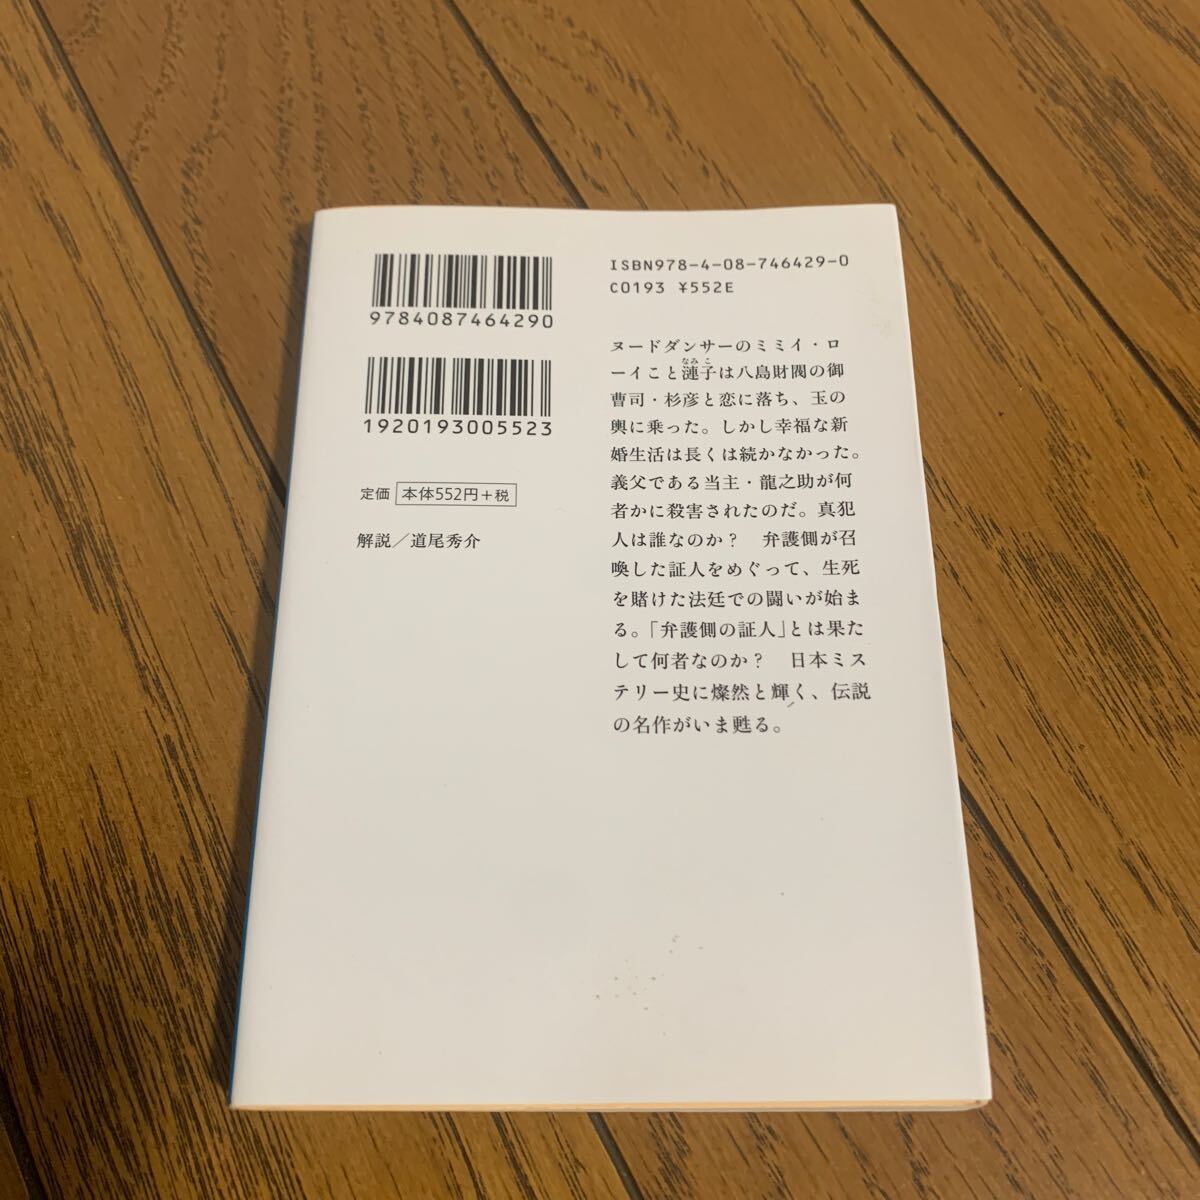 9784087464290
1920193005523
定価 本体552円+税
解説／道尾秀介
ISBN978-4-08-746429-0
C0193 ¥552E
ヌードダンサーのミミイ・ロ
なみこ
ーイこと漣子は八島財閥の御
曹司・杉彦と恋に落ち、玉の
輿に乗った。しかし幸福な新
婚生活は長くは続かなかった。
義父である当主・龍之助が何
者かに殺害されたのだ。真犯
人は誰なのか？　弁護側が召
喚した証人をめぐって、生死
を賭けた法廷での闘いが始ま
る。「弁護側の証人」とは果た
して何者なのか？　日本ミス
テリー史に燦然と輝く、伝説
の名作がいま甦る。